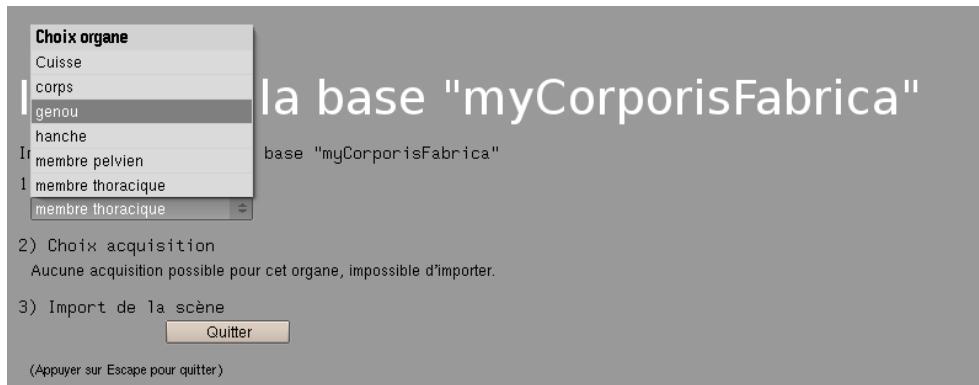 Choix organe
Cuisse
corps
genou
hanche
membre pelvien
membre thoracique
membre thoracique
la base "myCorporisFabrica"
base "myCorporisFabrica"
1
2) Choix acquisition
Aucune acquisition possible pour cet organe, impossible d'importer.
3) Import de la scène
Quitter
(Appuyer sur Escape pour quitter)